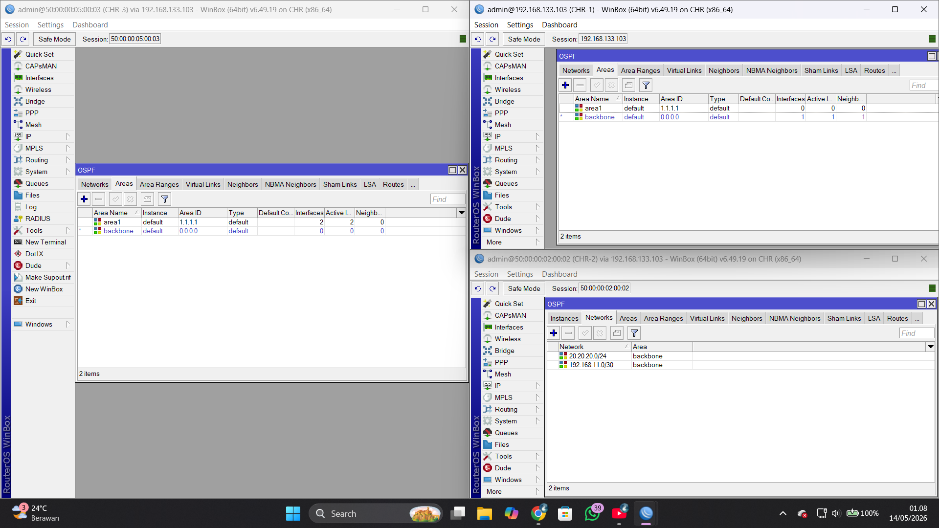 admin@50:00:00:05:00:03 (CHR-3) via 192.168.133.103 - WinBox (64bit) v6.49.19 on CHR (x86_64)
Session Settings Dashboard
Safe Mode Session: 50:00:00:05:00:03
Quick Set
CAPsMAN
Interfaces
Wireless
Bridge
PPP
Mesh
IP
MPLS
Routing
System
Queues
Files
Log
RADIUS
Tools
New Terminal
Dot1X
Dude
Make Supout.rif
New WinBox
Exit
Windows
RouterOS WinBox
OSPF
Networks Areas Area Ranges Virtual Links Neighbors NBMA Neighbors Sham Links LSA Routes ...
Find
Area Name Instance Area ID Type Default Co... Interfaces Active I... Neighb...
area1 default 1.1.1.1 default 2 2 0
* backbone default 0.0.0.0 default 0 0 0
2 items
admin@192.168.133.103 (CHR-1) - WinBox (64bit) v6.49.19 on CHR (x86_64)
Session Settings Dashboard
Safe Mode Session: 192.168.133.103
Quick Set
CAPsMAN
Interfaces
Wireless
Bridge
PPP
Mesh
IP
MPLS
Routing
System
Queues
Files
Tools
Dude
Windows
More
RouterOS WinBox
OSPF
Networks Areas Area Ranges Virtual Links Neighbors NBMA Neighbors Sham Links LSA Routes ...
Find
Area Name Instance Area ID Type Default Co... Interfaces Active I... Neighb...
area1 default 1.1.1.1 default 0 0 0
* backbone default 0.0.0.0 default 1 1 1
2 items
admin@50:00:00:02:00:02 (CHR-2) via 192.168.133.103 - WinBox (64bit) v6.49.19 on CHR (x86_64)
Session Settings Dashboard
Safe Mode Session: 50:00:00:02:00:02
Quick Set
CAPsMAN
Interfaces
Wireless
Bridge
PPP
Mesh
IP
MPLS
Routing
System
Queues
Files
Tools
Dude
Windows
More
RouterOS WinBox
OSPF
Instances Networks Areas Area Ranges Virtual Links Neighbors NBMA Neighbors Sham Links LSA Routes ...
Find
Network Area
20.20.20.0/24 backbone
192.168.11.0/30 backbone
2 items
3
24°C
Berawan
Search
39
100%
01.08
14/05/2026